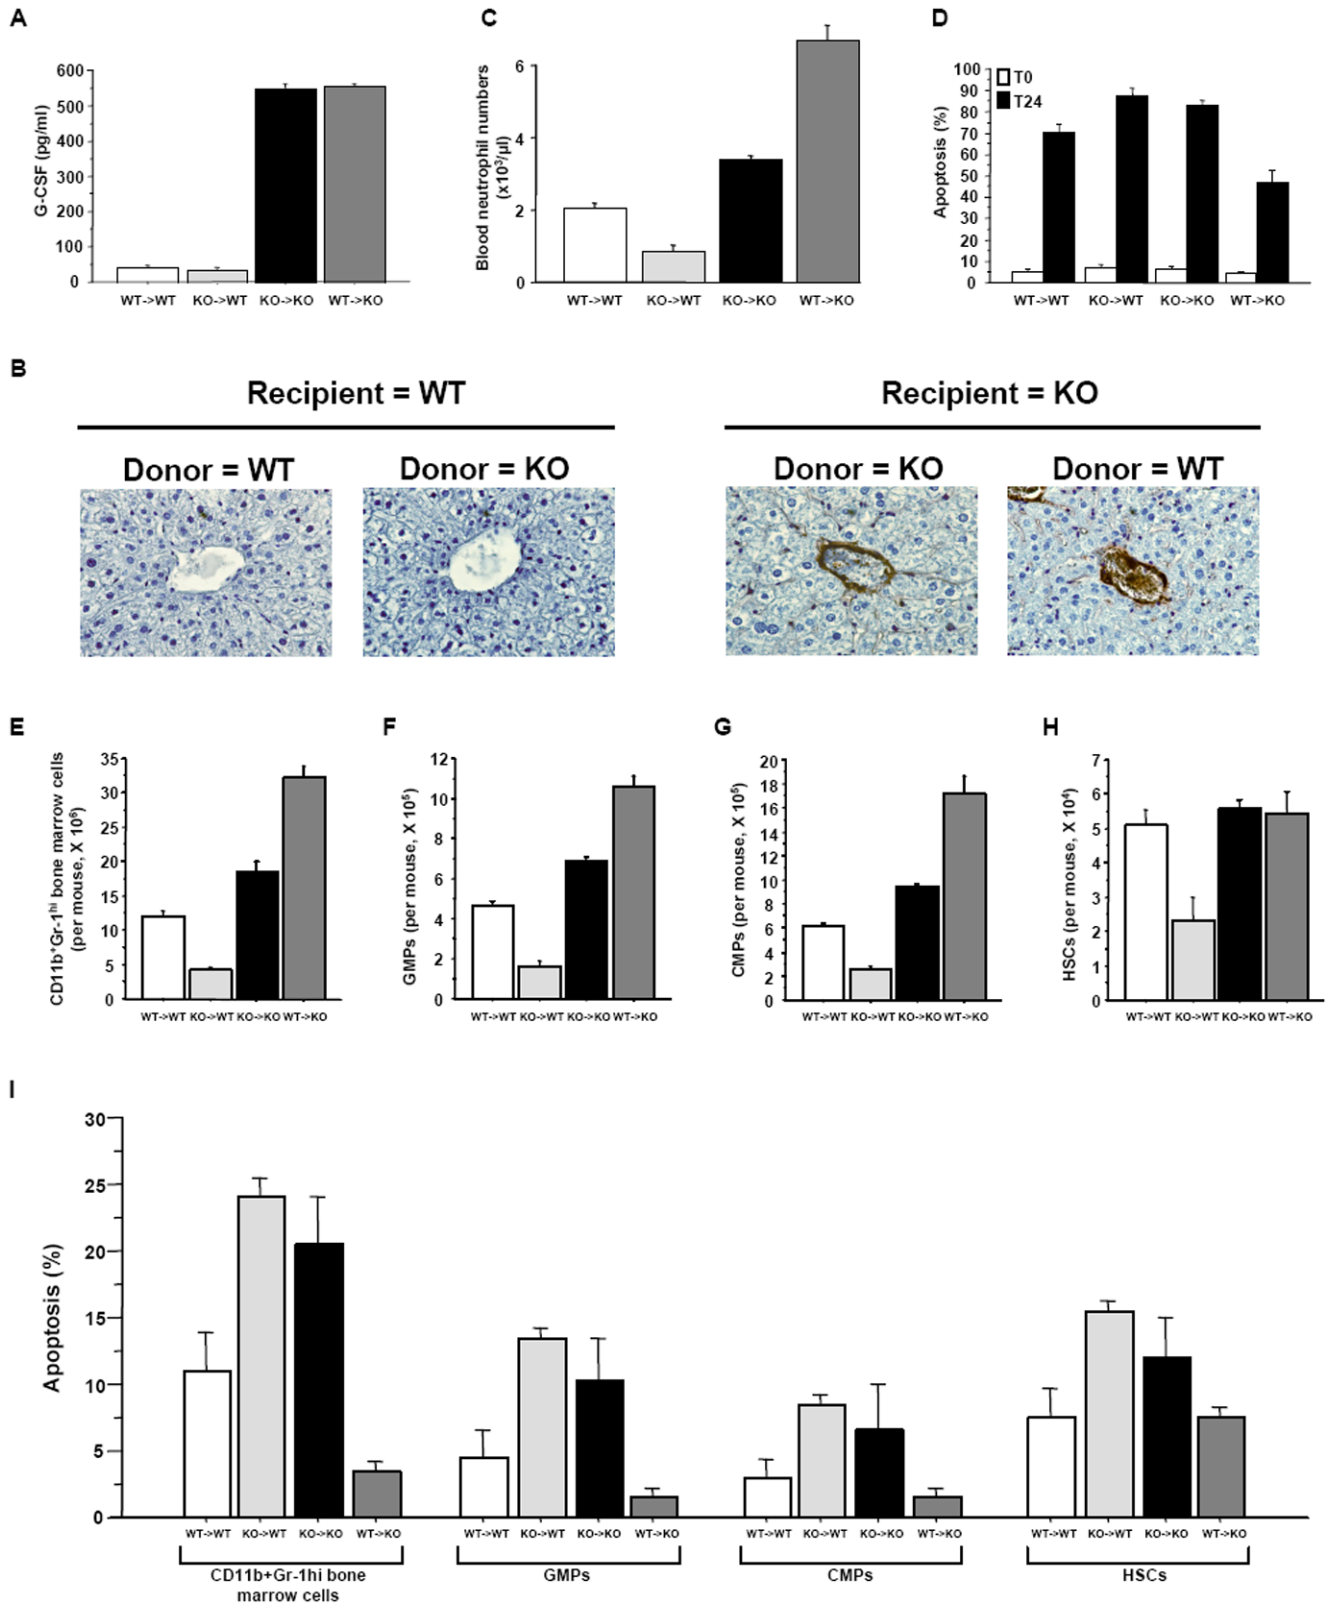 A
G-CSF (pg/ml)
600
500
400
300
200
100
0
WT->WT KO->WT KO->KO WT->KO
C
Blood neutrophil numbers
(x10³/µl)
6
4
2
0
WT->WT KO->WT KO->KO WT->KO
D
Apoptosis (%)
100
90
80
70
60
50
40
30
20
10
0
T0
T24
WT->WT KO->WT KO->KO WT->KO
B
Recipient = WT
Recipient = KO
Donor = WT
Donor = KO
Donor = KO
Donor = WT
E
CD11b⁺Gr-1ʰⁱ bone marrow cells
(per mouse, X 10⁶)
35
30
25
20
15
10
5
0
WT->WT KO->WT KO->KO WT->KO
F
GMPs (per mouse, X 10⁵)
12
10
8
6
4
2
0
WT->WT KO->WT KO->KO WT->KO
G
CMPs (per mouse, X 10⁵)
20
18
16
14
12
10
8
6
4
2
0
WT->WT KO->WT KO->KO WT->KO
H
HSCs (per mouse, X 10⁴)
7
6
5
4
3
2
1
0
WT->WT KO->WT KO->KO WT->KO
I
Apoptosis (%)
30
25
20
15
10
5
0
WT->WT KO->WT KO->KO WT->KO
WT->WT KO->WT KO->KO WT->KO
WT->WT KO->WT KO->KO WT->KO
WT->WT KO->WT KO->KO WT->KO
CD11b+Gr-1hi bone
marrow cells
GMPs
CMPs
HSCs